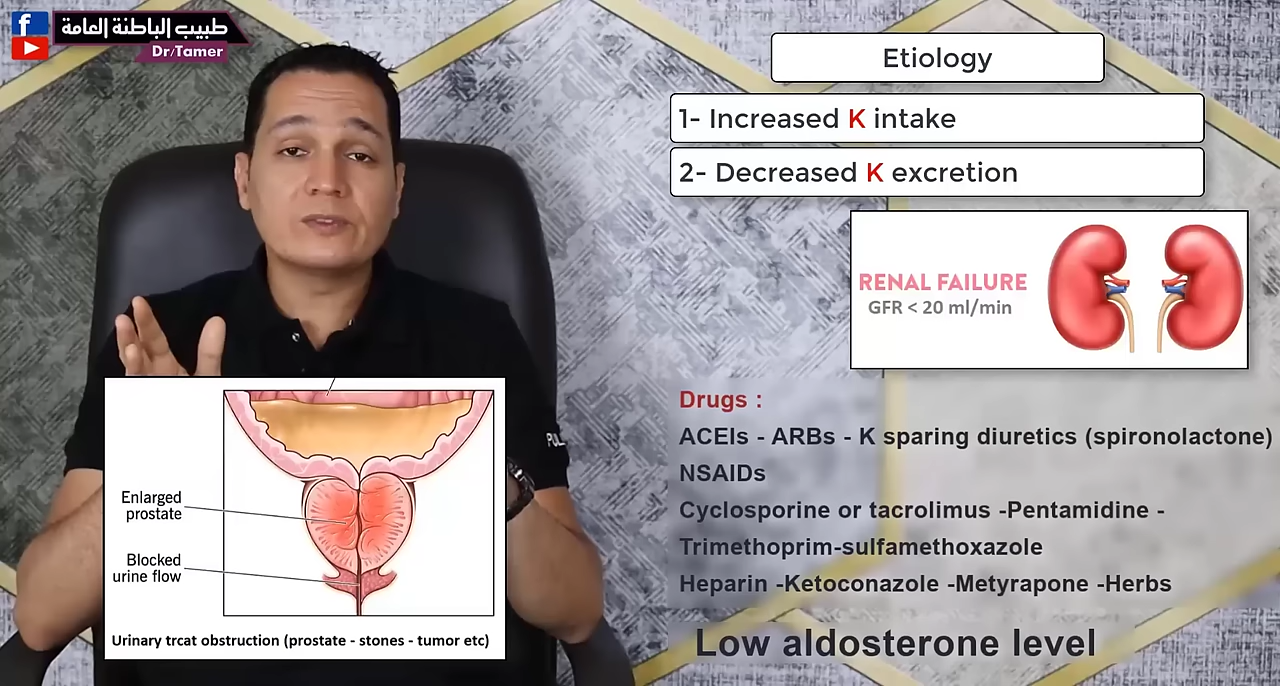 f
طبيب الباطنة العامة
Dr/Tamer
Etiology
1- Increased K intake
2- Decreased K excretion
RENAL FAILURE
GFR < 20 ml/min
Drugs :
ACEIs - ARBs - K sparing diuretics (spironolactone)
NSAIDs
Cyclosporine or tacrolimus -Pentamidine -
Trimethoprim-sulfamethoxazole
Heparin -Ketoconazole -Metyrapone -Herbs
Low aldosterone level
Enlarged
prostate
Blocked
urine flow
Urinary trcat obstruction (prostate - stones - tumor etc)